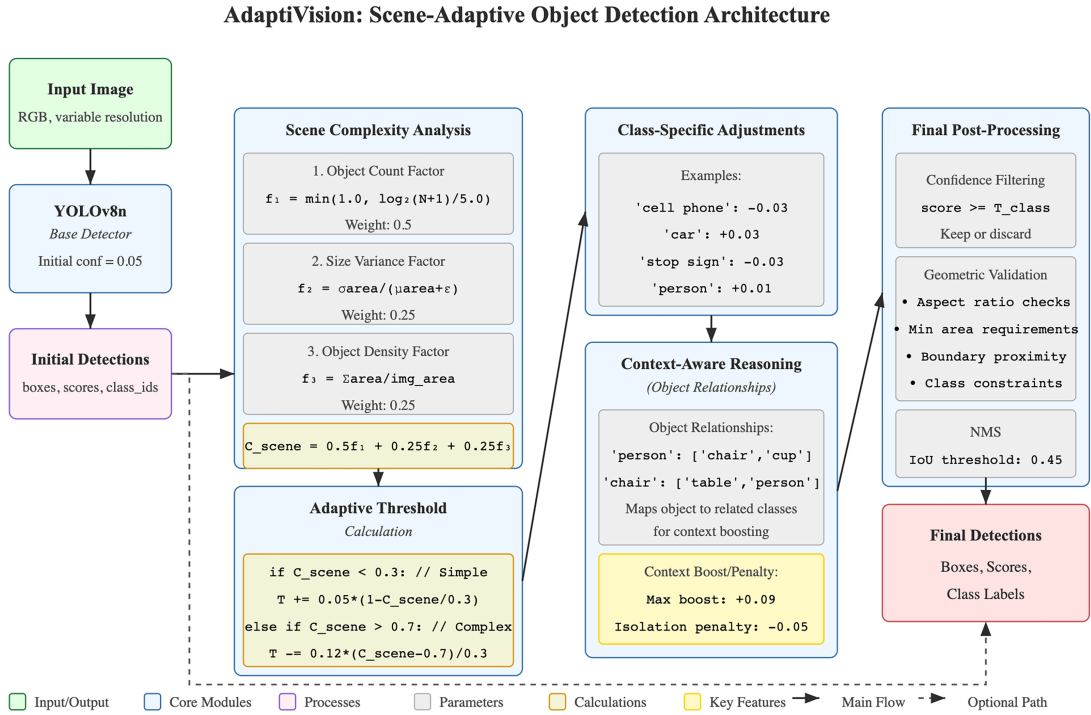 AdaptiVision: Scene-Adaptive Object Detection Architecture
Input Image
RGB, variable resolution
YOLOv8n
Base Detector
Initial conf = 0.05
Initial Detections
boxes, scores, class_ids
Scene Complexity Analysis
1. Object Count Factor
f₁ = min(1.0, log₂(N+1)/5.0)
Weight: 0.5
2. Size Variance Factor
f₂ = σarea/(μarea+ε)
Weight: 0.25
3. Object Density Factor
f₃ = Σarea/img_area
Weight: 0.25
C_scene = 0.5f₁ + 0.25f₂ + 0.25f₃
Adaptive Threshold
Calculation
if C_scene < 0.3: // Simple
T += 0.05*(1-C_scene/0.3)
else if C_scene > 0.7: // Complex
T -= 0.12*(C_scene-0.7)/0.3
Class-Specific Adjustments
Examples:
'cell phone': -0.03
'car': +0.03
'stop sign': -0.03
'person': +0.01
Context-Aware Reasoning
(Object Relationships)
Object Relationships:
'person': ['chair','cup']
'chair': ['table','person']
Maps object to related classes
for context boosting
Context Boost/Penalty:
Max boost: +0.09
Isolation penalty: -0.05
Final Post-Processing
Confidence Filtering
score >= T_class
Keep or discard
Geometric Validation
• Aspect ratio checks
• Min area requirements
• Boundary proximity
• Class constraints
NMS
IoU threshold: 0.45
Final Detections
Boxes, Scores,
Class Labels
Input/Output
Core Modules
Processes
Parameters
Calculations
Key Features
Main Flow
Optional Path